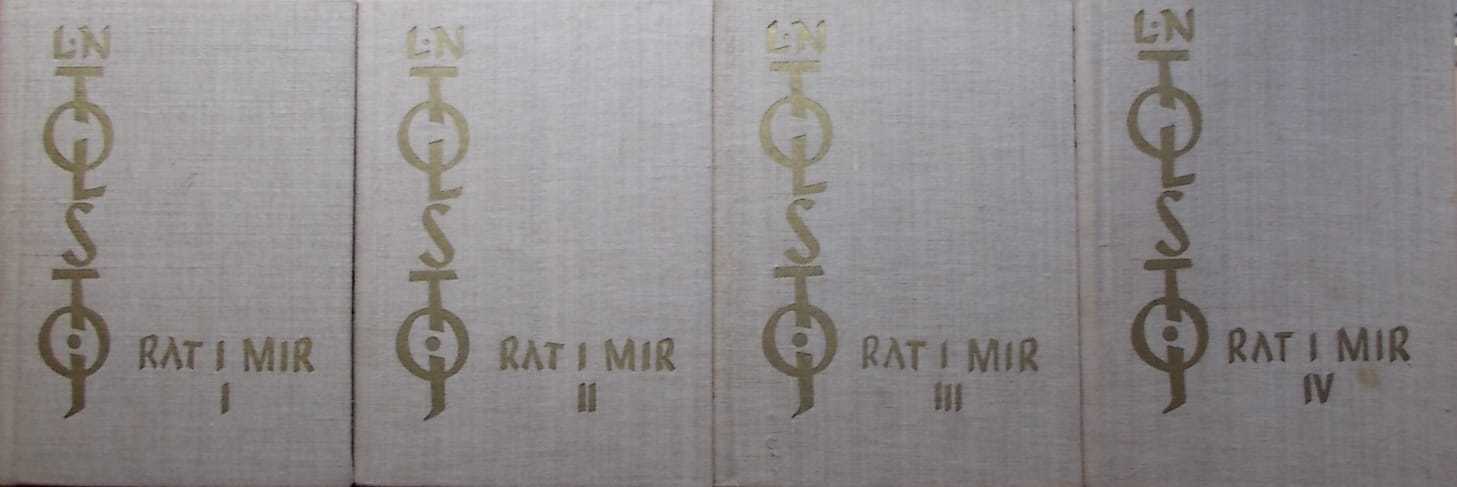 L·N
TOLSTOJ
RAT I MIR
I
L·N
TOLSTOJ
RAT I MIR
II
L·N
TOLSTOJ
RAT I MIR
III
L·N
TOLSTOJ
RAT I MIR
IV